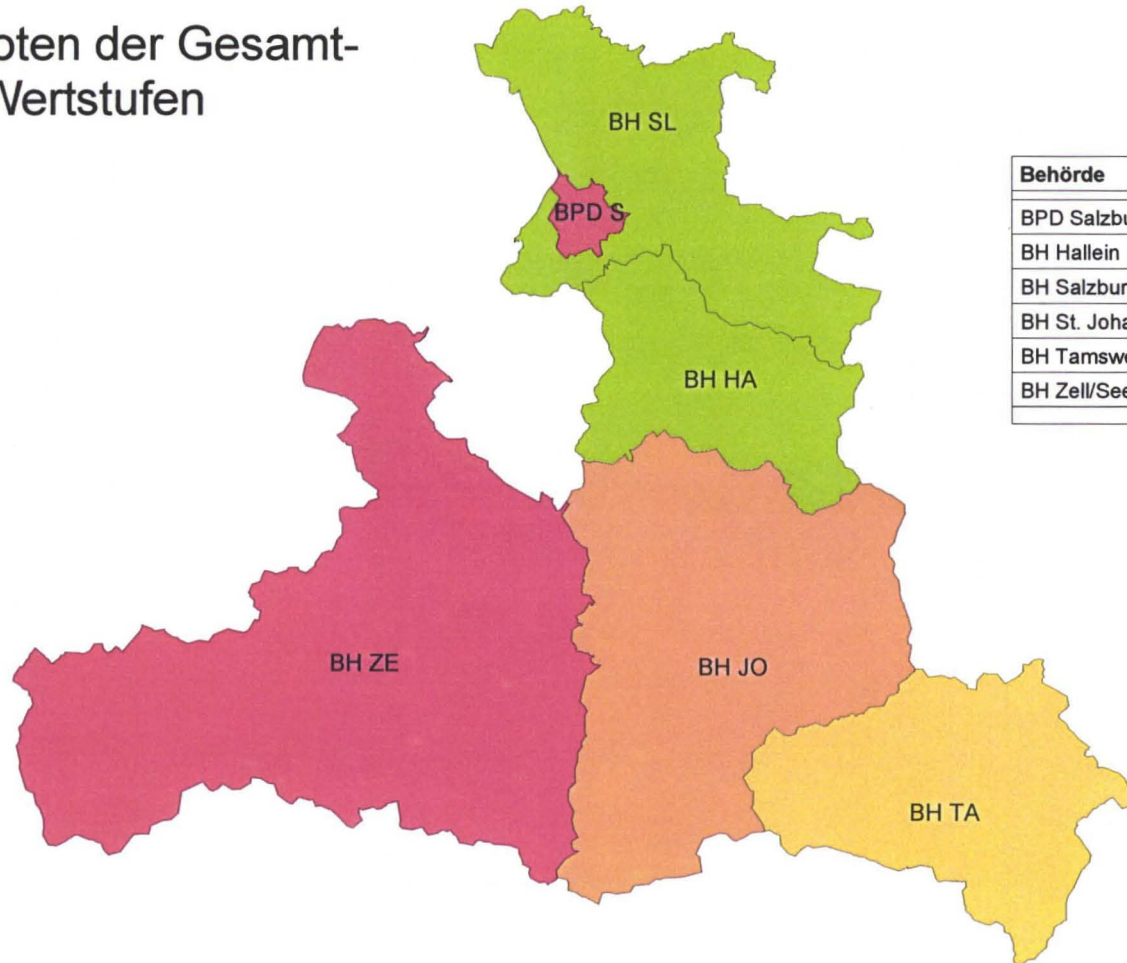 oten der Gesamt-
Wertstufen
BH SL
BPD S
Behörde
BPD Salzbu
BH Hallein
BH Salzbur
BH St. Joha
BH Tamswe
BH Zell/See
BH HA
BH ZE
BH JO
BH TA